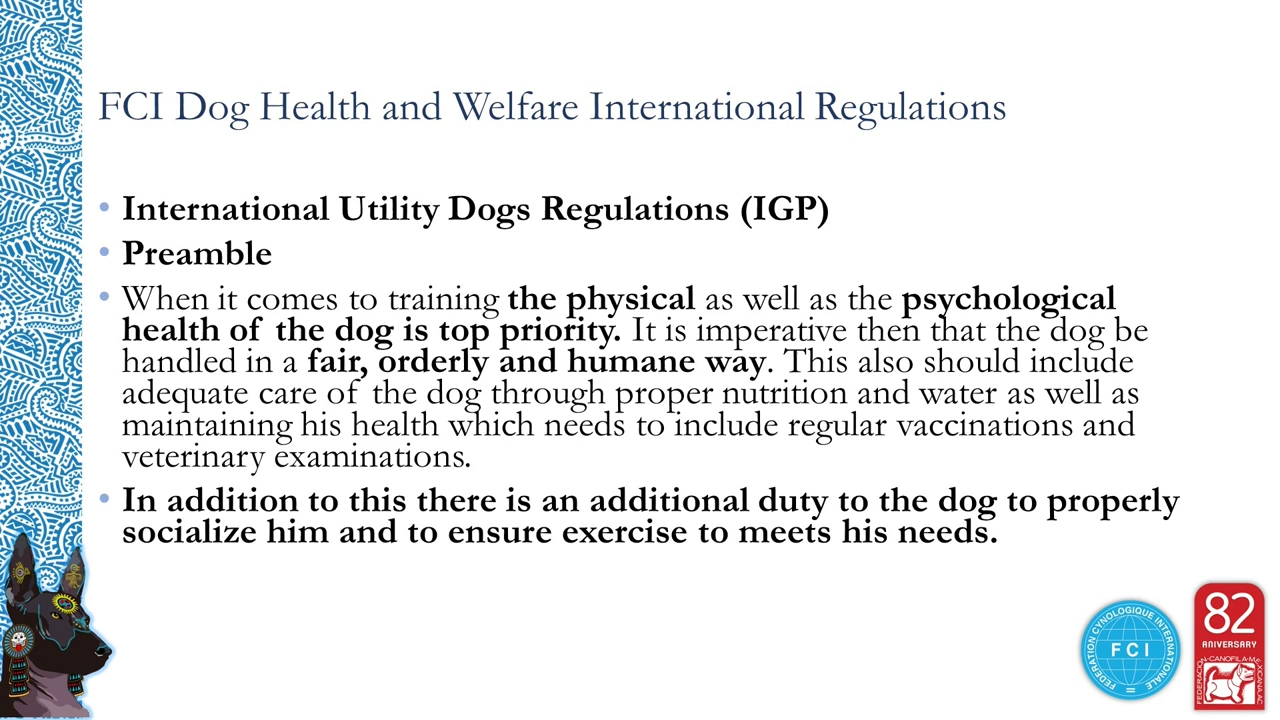 FCI Dog Health and Welfare International Regulations
• International Utility Dogs Regulations (IGP)
• Preamble
• When it comes to training the physical as well as the psychological
health of the dog is top priority. It is imperative then that the dog be
handled in a fair, orderly and humane way. This also should include
adequate care of the dog through proper nutrition and water as well as
maintaining his health which needs to include regular vaccinations and
veterinary examinations.
• In addition to this there is an additional duty to the dog to properly
socialize him and to ensure exercise to meets his needs.
FEDERATION CYNOLOGIQUE INTERNATIONALE
FCI
82
ANIVERSARY
FEDERACION CANOFILA MEXICANA, AC